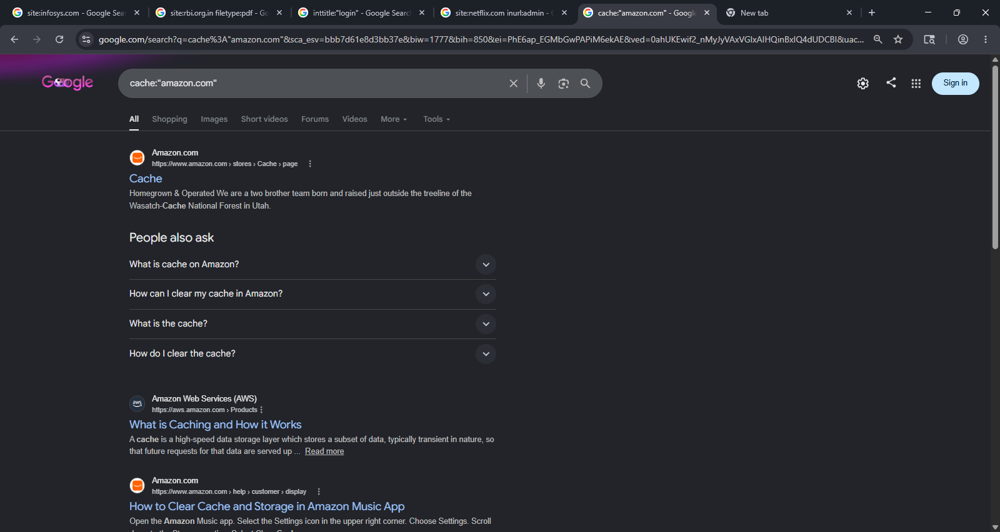 site:infosys.com - Google Sea
site:rbi.org.in filetype:pdf - Go
inttitle:"login" - Google Searc
site:netflix.com inurl:admin - 
cache:"amazon.com" - Google
New tab
google.com/search?q=cache%3A"amazon.com"&sca_esv=bbb7d61e8d3bb37e&biw=1777&bih=850&ei=PhE6ap_EGMbGwPAPiM6ekAE&ved=0ahUKEwif2_nMyJyVAxVGIxAIHQinBxIQ4dUDCBI&uac...
Google
cache:"amazon.com"
Sign in
All
Shopping
Images
Short videos
Forums
Videos
More
Tools
Amazon.com
https://www.amazon.com › stores › Cache › page
Cache
Homegrown & Operated We are a two brother team born and raised just outside the treeline of the
Wasatch-Cache National Forest in Utah.
People also ask
What is cache on Amazon?
How can I clear my cache in Amazon?
What is the cache?
How do I clear the cache?
aws
Amazon Web Services (AWS)
https://aws.amazon.com › Products
What is Caching and How it Works
A cache is a high-speed data storage layer which stores a subset of data, typically transient in nature, so
that future requests for that data are served up ... Read more
Amazon.com
https://www.amazon.com › help › customer › display
How to Clear Cache and Storage in Amazon Music App
Open the Amazon Music app. Select the Settings icon in the upper right corner. Choose Settings. Scroll